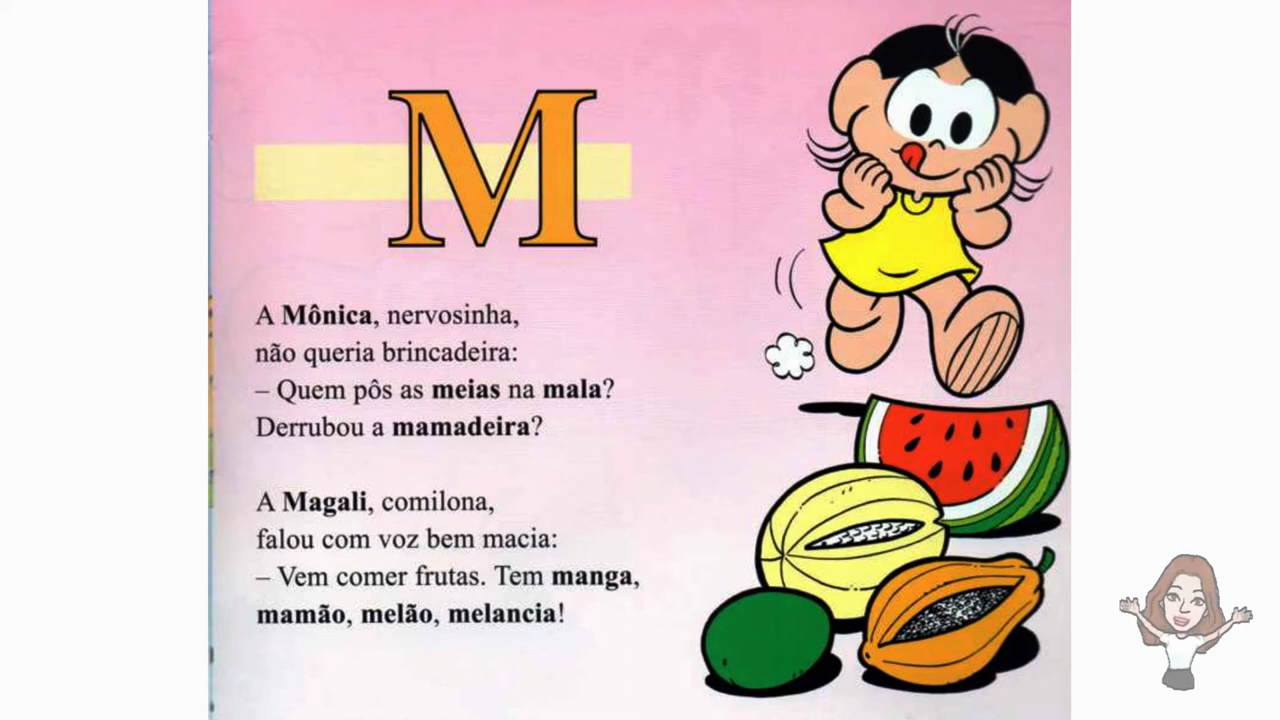 M
A Mônica, nervosinha,
não queria brincadeira:
– Quem pôs as meias na mala?
Derrubou a mamadeira?
A Magali, comilona,
falou com voz bem macia:
– Vem comer frutas. Tem manga,
mamão, melão, melancia!